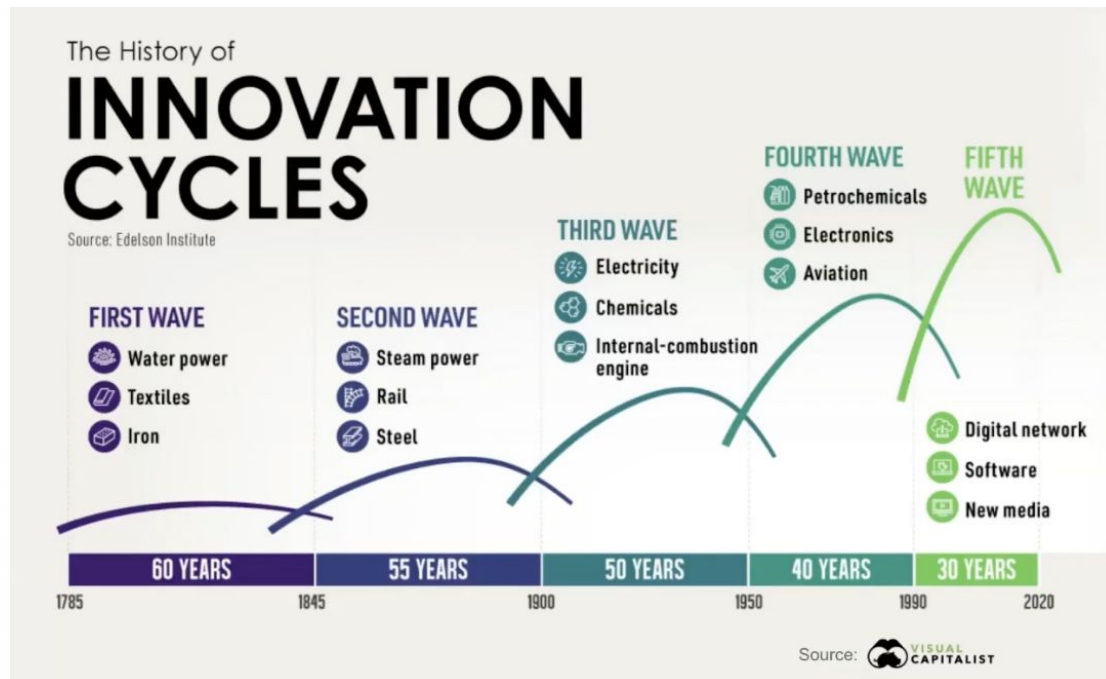 The History of
INNOVATION
CYCLES
Source: Edelson Institute
FIRST WAVE
Water power
Textiles
Iron
SECOND WAVE
Steam power
Rail
Steel
THIRD WAVE
Electricity
Chemicals
Internal-combustion
engine
FOURTH WAVE
Petrochemicals
Electronics
Aviation
FIFTH
WAVE
Digital network
Software
New media
60 YEARS
55 YEARS
50 YEARS
40 YEARS
30 YEARS
1785
1845
1900
1950
1990
2020
Source:
VISUAL
CAPITALIST